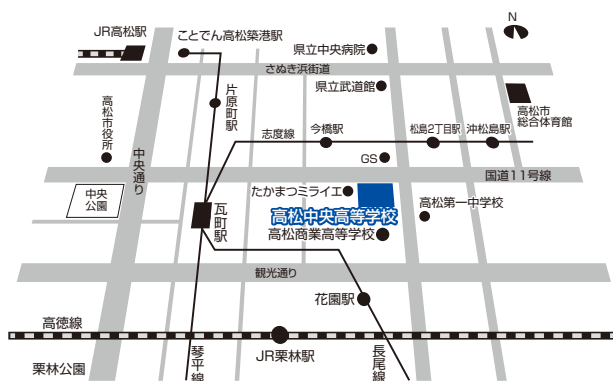 N
JR高松駅
ことでん高松築港駅
県立中央病院
さぬき浜街道
県立武道館
高松市
総合体育館
片原町駅
高松市役所
志度線
今橋駅
松島2丁目駅
沖松島駅
中央通り
GS
国道11号線
たかまつミライエ
中央
公園
瓦町駅
高松中央高等学校
高松第一中学校
高松商業高等学校
観光通り
花園駅
高徳線
JR栗林駅
栗林公園
琴平線
長尾線